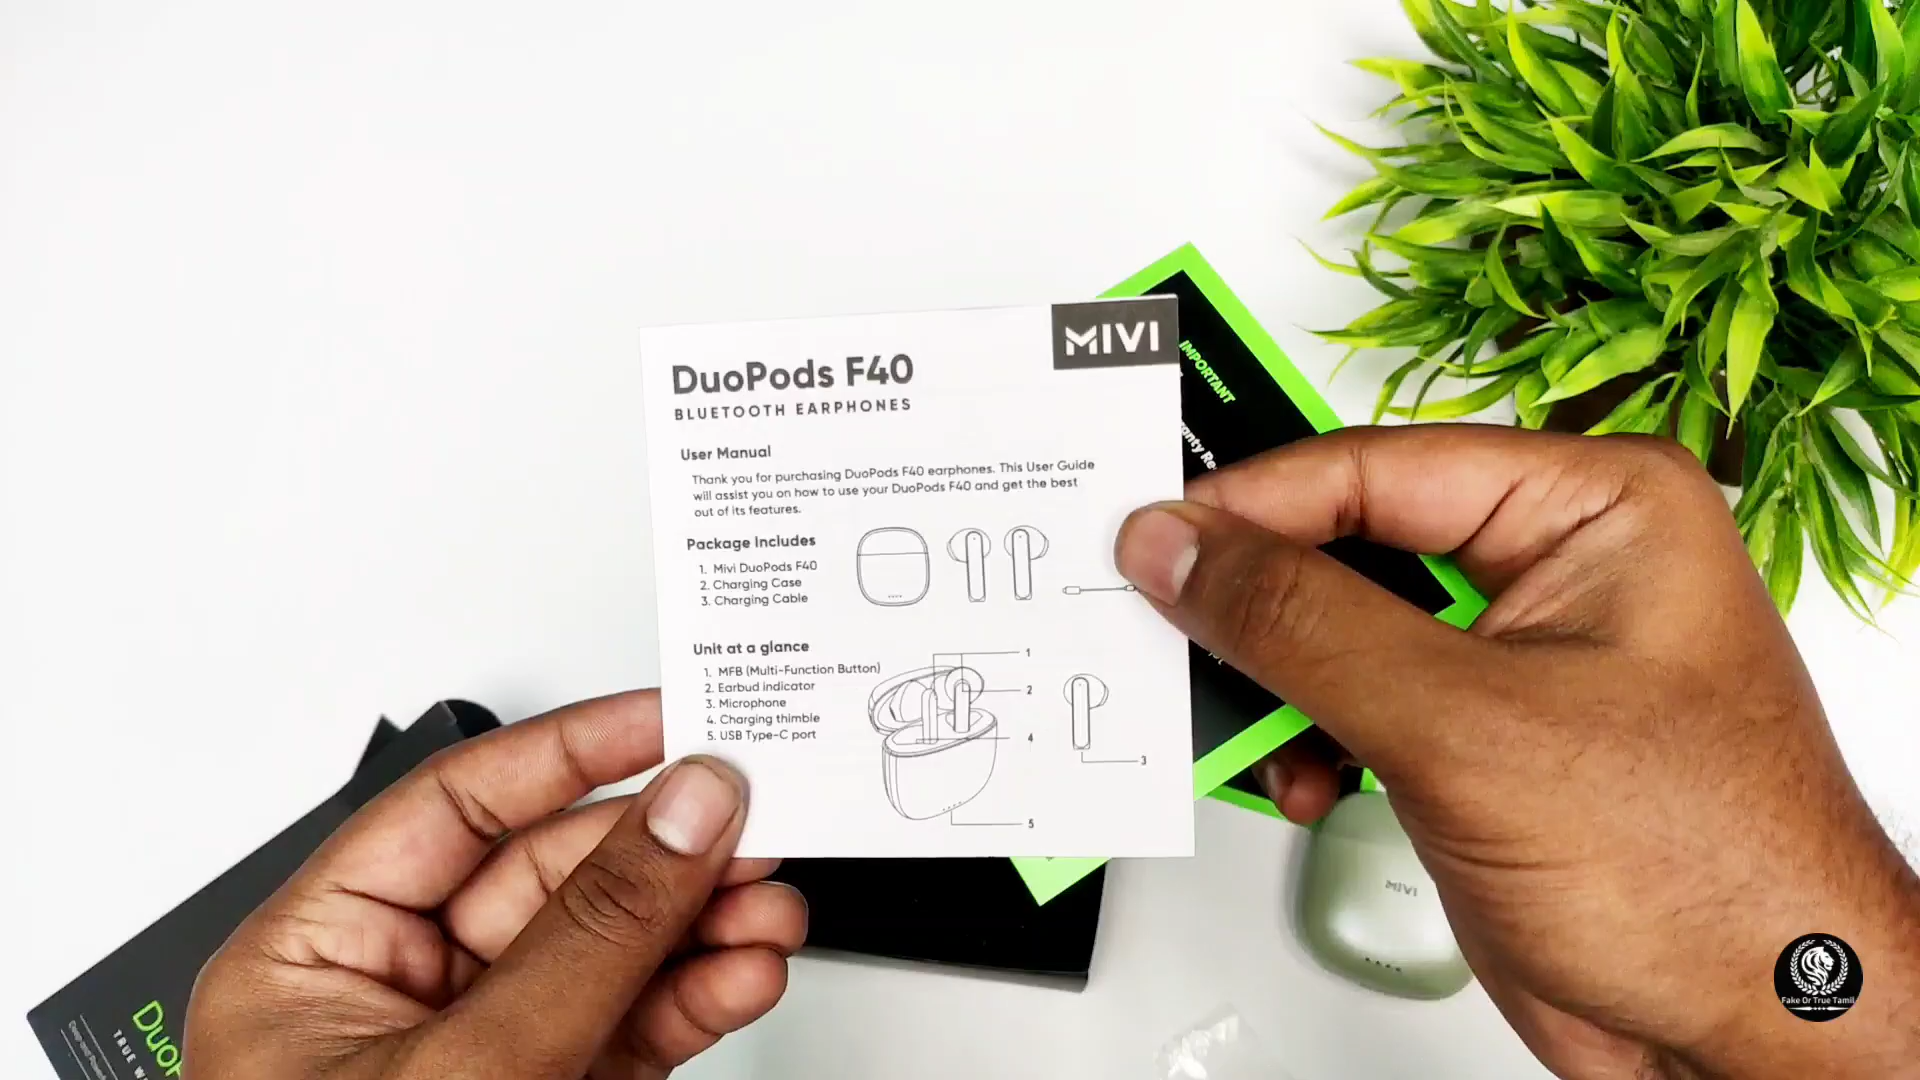 MIVI
DuoPods F40
BLUETOOTH EARPHONES
User Manual
Thank you for purchasing DuoPods F40 earphones. This User Guide
will assist you on how to use your DuoPods F40 and get the best
out of its features.
Package Includes
1. Mivi DuoPods F40
2. Charging Case
3. Charging Cable
Unit at a glance
1. MFB (Multi-Function Button)
2. Earbud indicator
3. Microphone
4. Charging thimble
5. USB Type-C port
1
2
4
3
5
IMPORTANT
MIVI
TRUE
Fake Or True Tamil